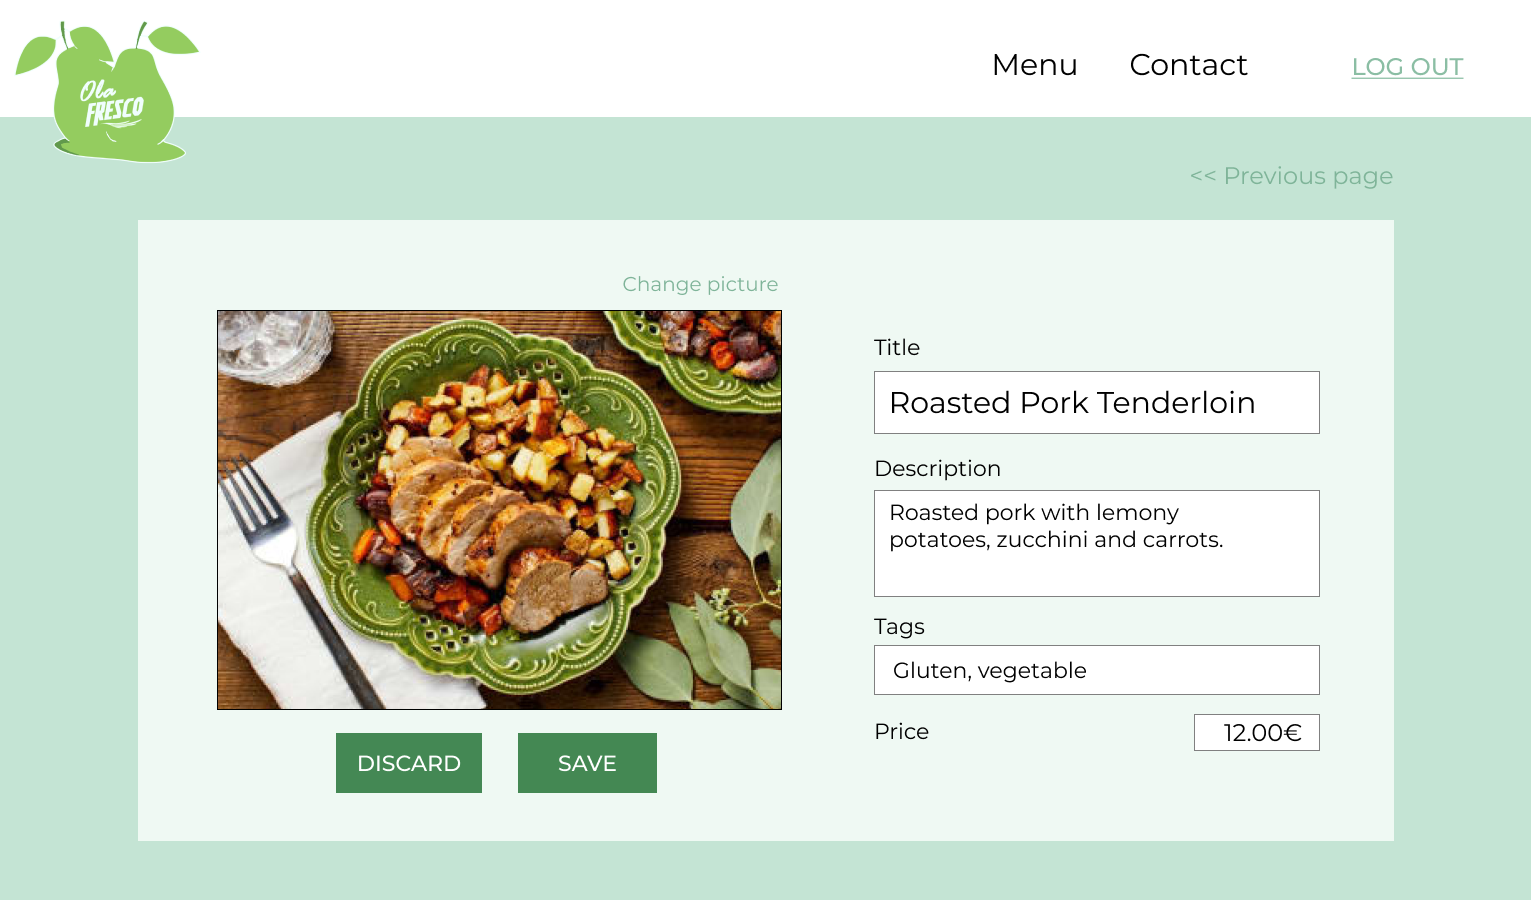 Ola
FRESCO
Menu
Contact
LOG OUT
<< Previous page
Change picture
Title
Roasted Pork Tenderloin
Description
Roasted pork with lemony
potatoes, zucchini and carrots.
Tags
Gluten, vegetable
Price
12.00€
DISCARD
SAVE